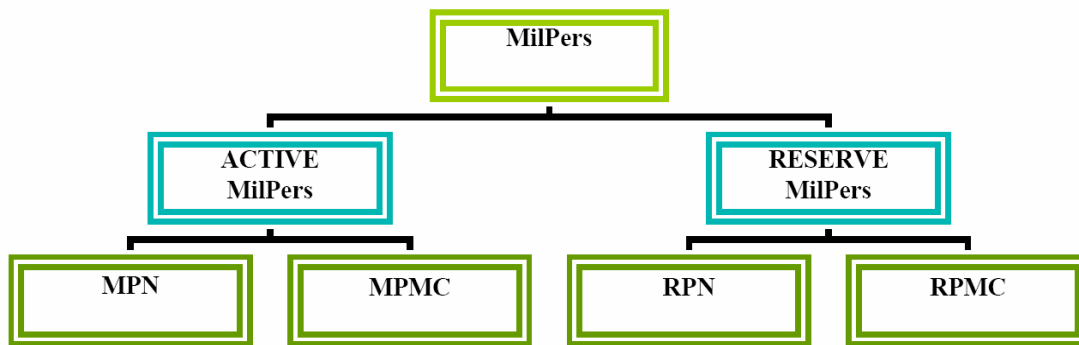 MilPers
ACTIVE
MilPers
RESERVE
MilPers
MPN
MPMC
RPN
RPMC